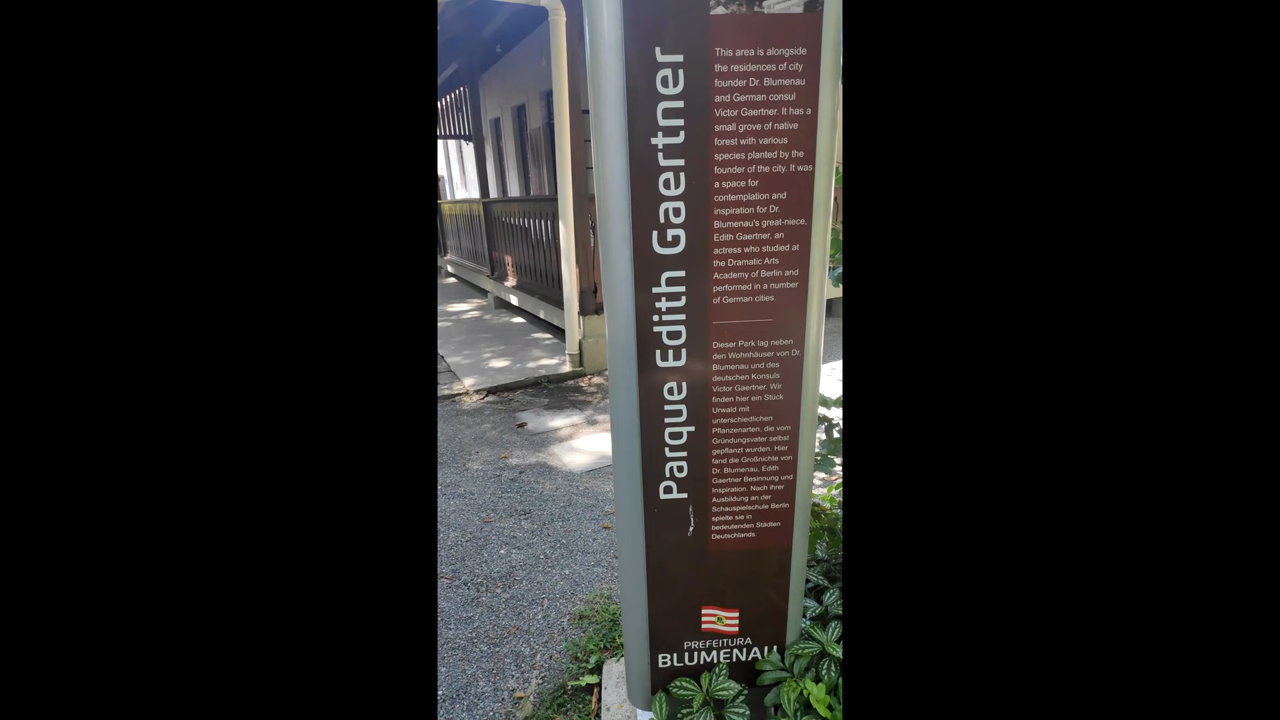 Parque Edith Gaertner
This area is alongside
the residences of city
founder Dr. Blumenau
and German consul
Victor Gaertner. It has a
small grove of native
forest with various
species planted by the
founder of the city. It was
a space for
contemplation and
inspiration for Dr.
Blumenau's great-niece,
Edith Gaertner, an
actress who studied at
the Dramatic Arts
Academy of Berlin and
performed in a number
of German cities.
Dieser Park lag neben
den Wohnhäuser von Dr.
Blumenau und des
deutschen Konsuls
Victor Gaertner. Wir
finden hier ein Stück
Urwald mit
unterschiedlichen
Pflanzenarten, die vom
Gründungsvater selbst
gepflanzt wurden. Hier
fand die Großnichte von
Dr. Blumenau, Edith
Gaertner Besinnung und
Inspiration. Nach ihrer
Ausbildung an der
Schauspielschule Berlin
spielte sie in
bedeutenden Städten
Deutschlands.
PREFEITURA
BLUMENAU